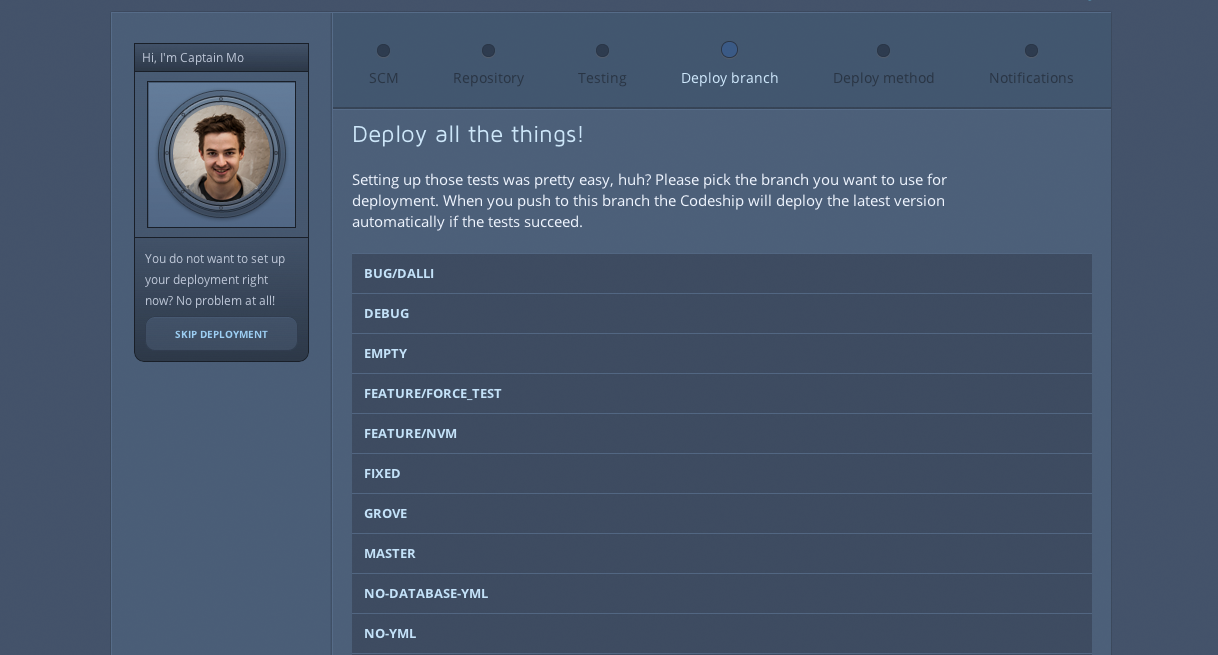 Hi, I'm Captain Mo
You do not want to set up
your deployment right
now? No problem at all!
SKIP DEPLOYMENT
SCM
Repository
Testing
Deploy branch
Deploy method
Notifications
Deploy all the things!
Setting up those tests was pretty easy, huh? Please pick the branch you want to use for
deployment. When you push to this branch the Codeship will deploy the latest version
automatically if the tests succeed.
BUG/DALLI
DEBUG
EMPTY
FEATURE/FORCE_TEST
FEATURE/NVM
FIXED
GROVE
MASTER
NO-DATABASE-YML
NO-YML